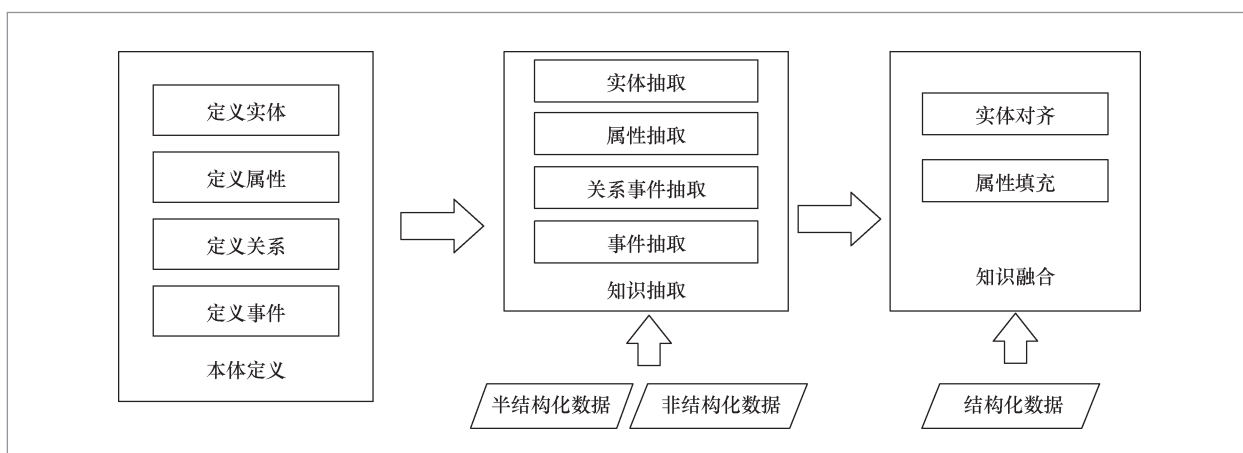 定义实体
定义属性
定义关系
定义事件
本体定义
实体抽取
属性抽取
关系事件抽取
事件抽取
知识抽取
半结构化数据
非结构化数据
实体对齐
属性填充
知识融合
结构化数据